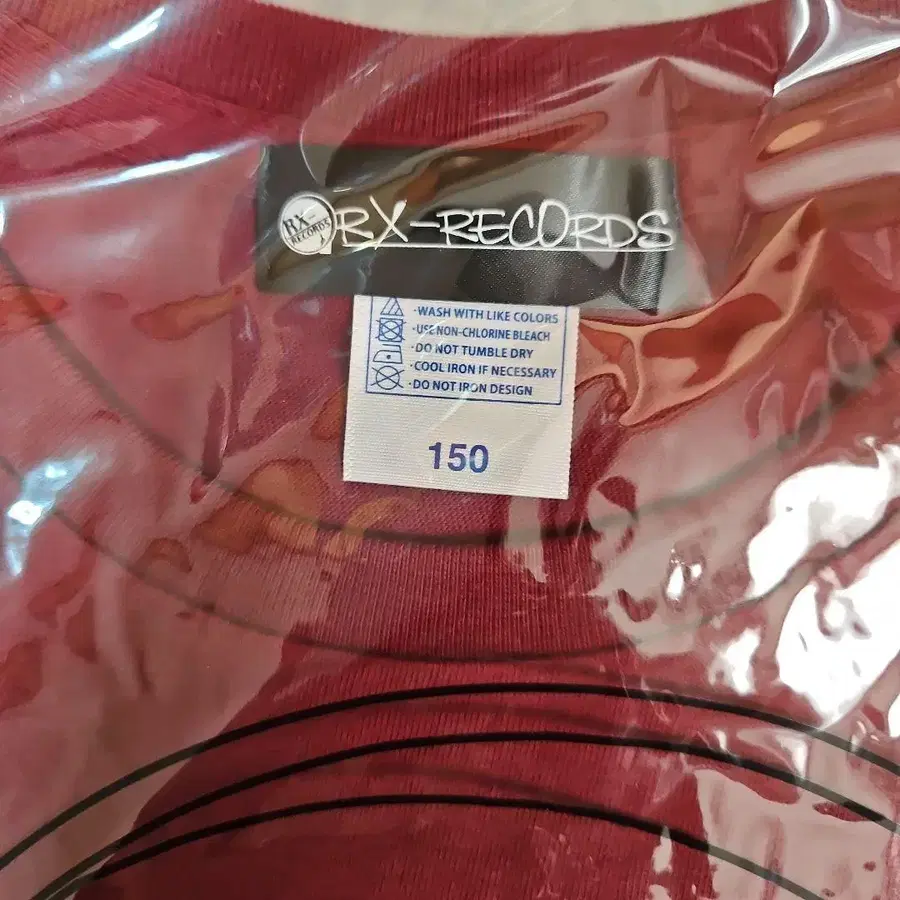 RX-
RECORDS
RX-RECORDS
·WASH WITH LIKE COLORS
·USE NON-CHLORINE BLEACH
·DO NOT TUMBLE DRY
·COOL IRON IF NECESSARY
·DO NOT IRON DESIGN
150